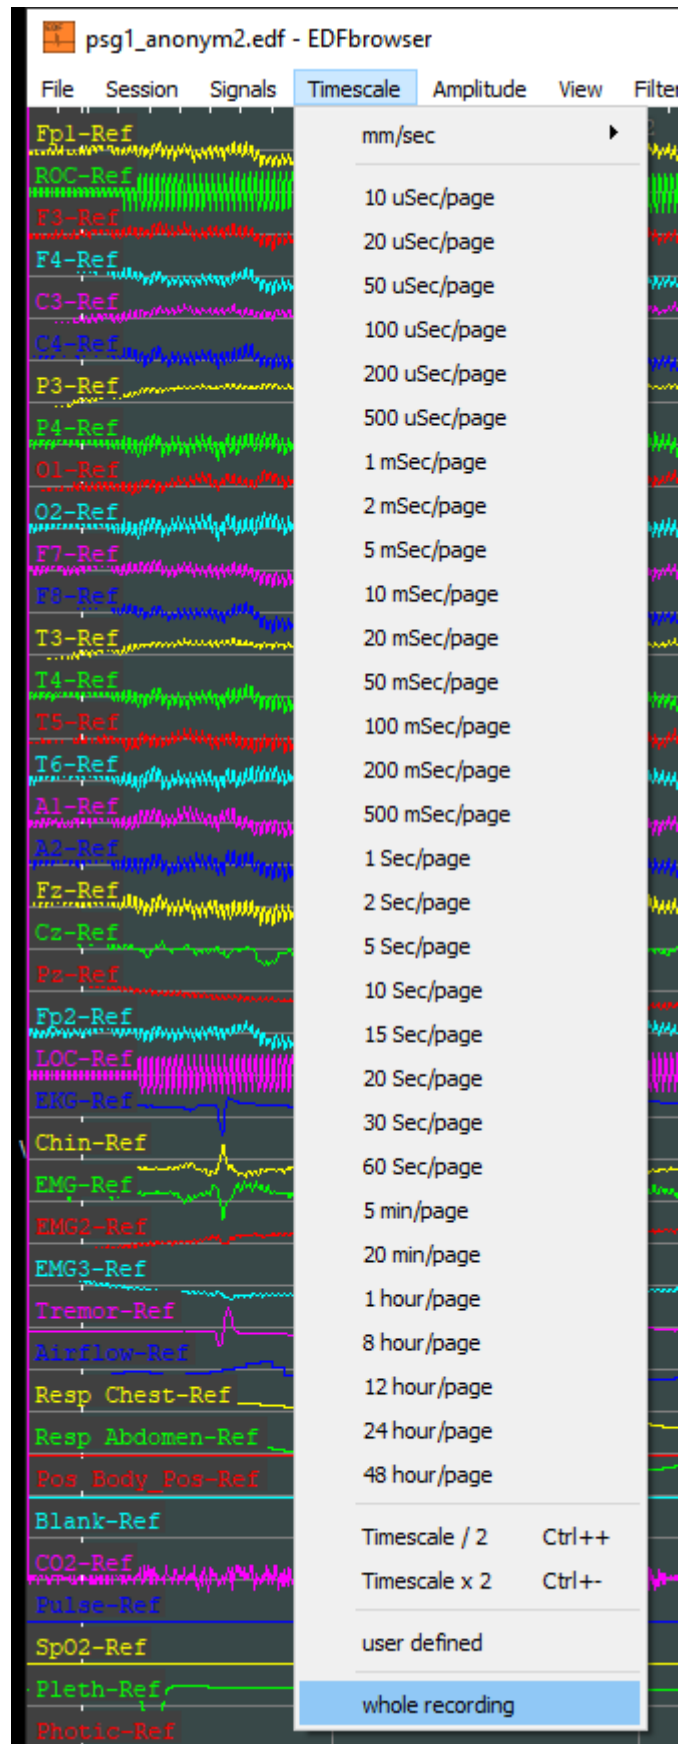 psg1_anonym2.edf - EDFbrowser
File Session Signals Timescale Amplitude View Filter
Fp1-Ref
ROC-Ref
F3-Ref
F4-Ref
C3-Ref
C4-Ref
P3-Ref
P4-Ref
O1-Ref
O2-Ref
F7-Ref
F8-Ref
T3-Ref
T4-Ref
T5-Ref
T6-Ref
A1-Ref
A2-Ref
Fz-Ref
Cz-Ref
Pz-Ref
Fp2-Ref
LOC-Ref
EKG-Ref
Chin-Ref
EMG-Ref
EMG2-Ref
EMG3-Ref
Tremor-Ref
Airflow-Ref
Resp Chest-Ref
Resp Abdomen-Ref
Pos Body_Pos-Ref
Blank-Ref
CO2-Ref
Pulse-Ref
SpO2-Ref
Pleth-Ref
Photic-Ref
mm/sec
10 uSec/page
20 uSec/page
50 uSec/page
100 uSec/page
200 uSec/page
500 uSec/page
1 mSec/page
2 mSec/page
5 mSec/page
10 mSec/page
20 mSec/page
50 mSec/page
100 mSec/page
200 mSec/page
500 mSec/page
1 Sec/page
2 Sec/page
5 Sec/page
10 Sec/page
15 Sec/page
20 Sec/page
30 Sec/page
60 Sec/page
5 min/page
20 min/page
1 hour/page
8 hour/page
12 hour/page
24 hour/page
48 hour/page
Timescale / 2 Ctrl++
Timescale x 2 Ctrl+-
user defined
whole recording